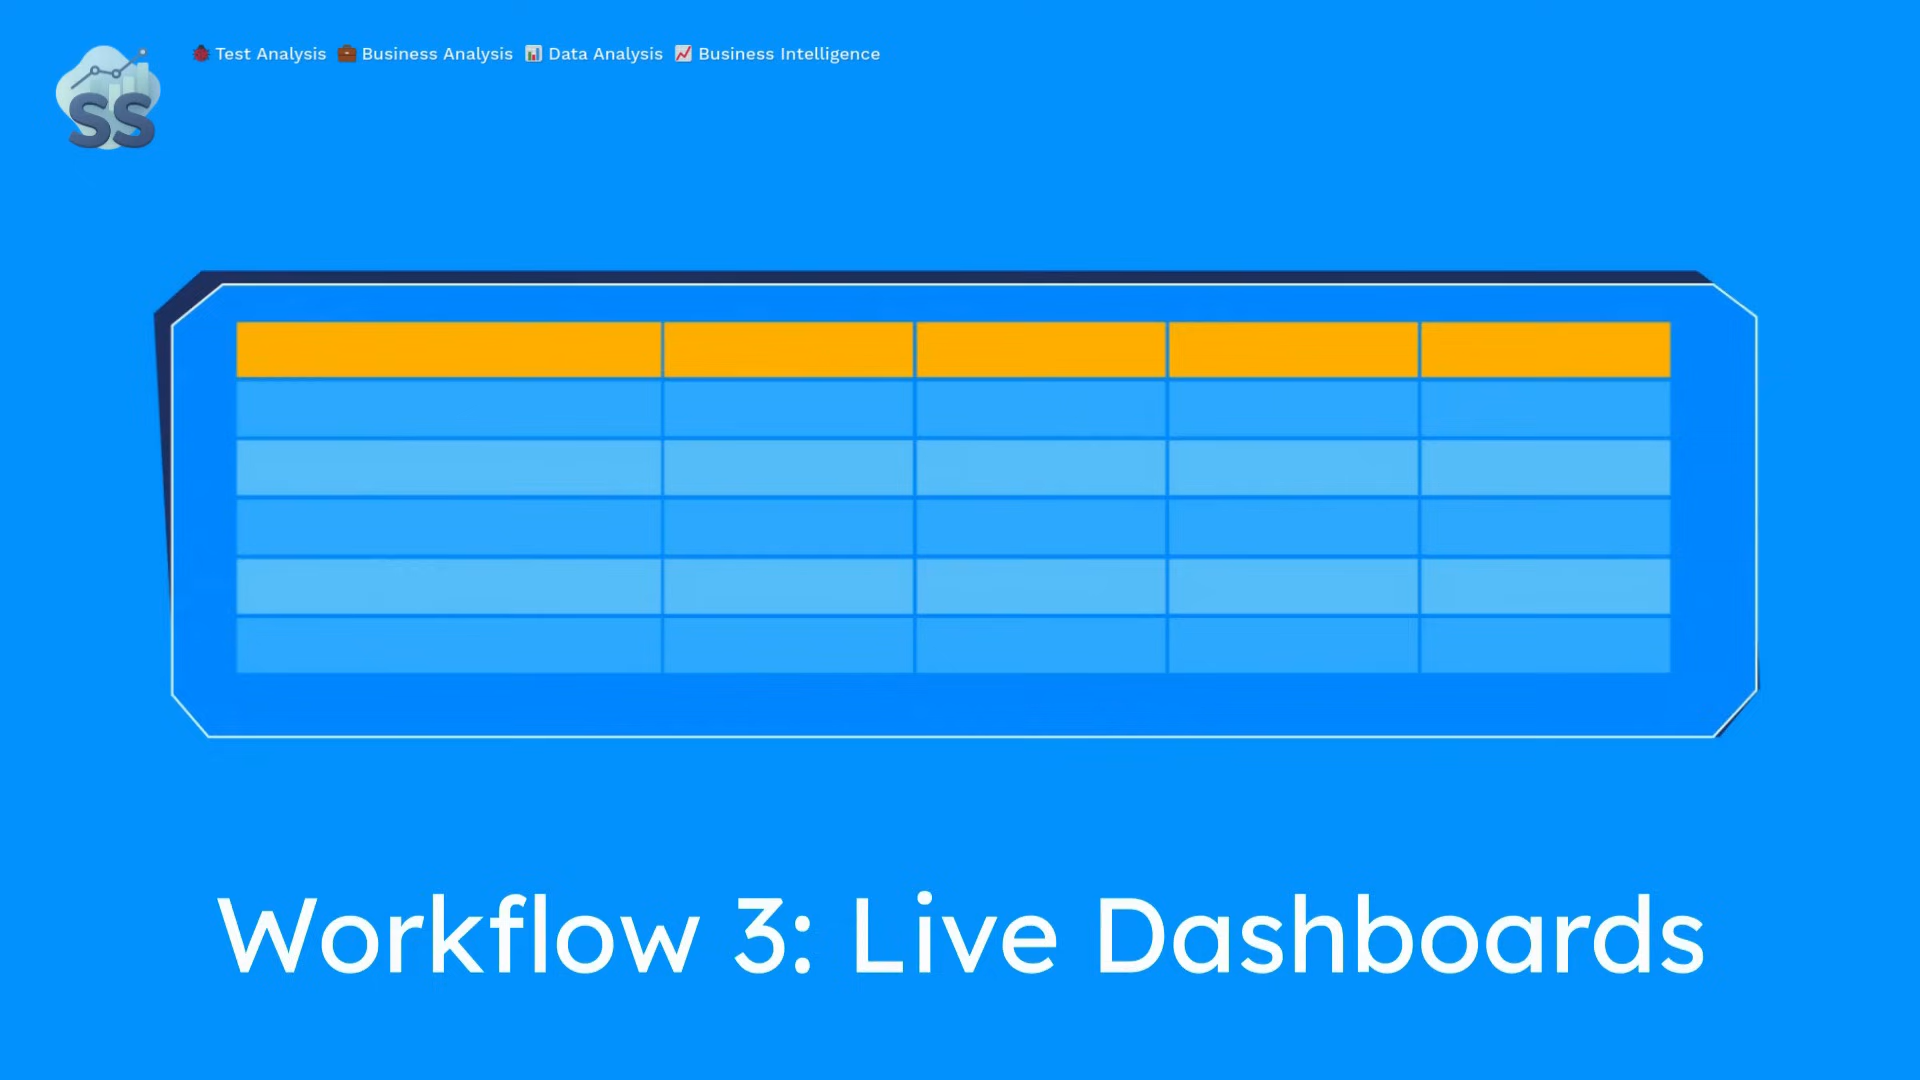 🐞 Test Analysis 💼 Business Analysis 📊 Data Analysis 📈 Business Intelligence
SS
Workflow 3: Live Dashboards